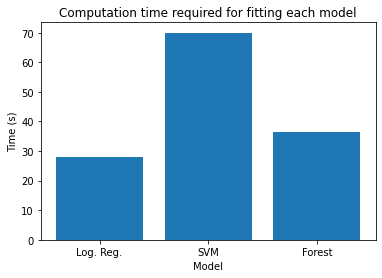 Computation time required for fitting each model
70
60
50
40
30
20
10
0
Time (s)
Log. Reg.
SVM
Forest
Model